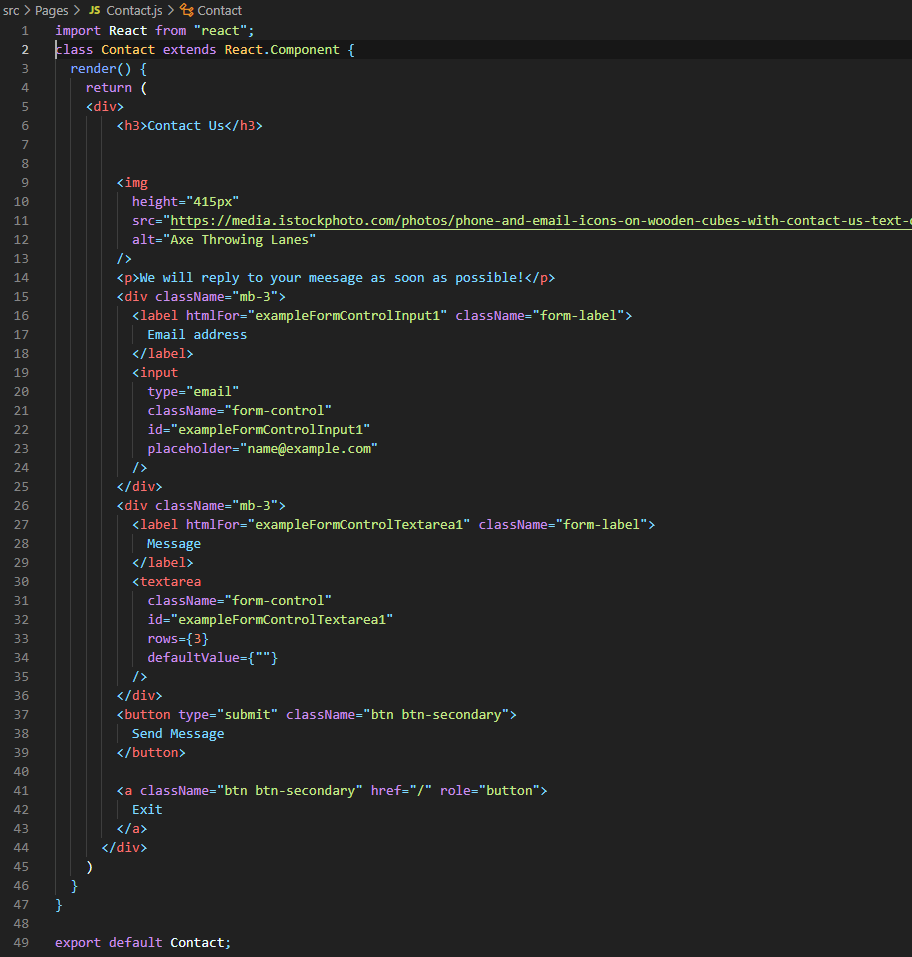 src > Pages > JS Contact.js > Contact
1 import React from "react";
2 class Contact extends React.Component {
3 render() {
4 return (
5 <div>
6 <h3>Contact Us</h3>
7
8
9 <img
10 height="415px"
11 src="https://media.istockphoto.com/photos/phone-and-email-icons-on-wooden-cubes-with-contact-us-text-
12 alt="Axe Throwing Lanes"
13 />
14 <p>We will reply to your meesage as soon as possible!</p>
15 <div className="mb-3">
16 <label htmlFor="exampleFormControlInput1" className="form-label">
17 Email address
18 </label>
19 <input
20 type="email"
21 className="form-control"
22 id="exampleFormControlInput1"
23 placeholder="name@example.com"
24 />
25 </div>
26 <div className="mb-3">
27 <label htmlFor="exampleFormControlTextarea1" className="form-label">
28 Message
29 </label>
30 <textarea
31 className="form-control"
32 id="exampleFormControlTextarea1"
33 rows={3}
34 defaultValue={""}
35 />
36 </div>
37 <button type="submit" className="btn btn-secondary">
38 Send Message
39 </button>
40
41 <a className="btn btn-secondary" href="/" role="button">
42 Exit
43 </a>
44 </div>
45 )
46 }
47 }
48
49 export default Contact;